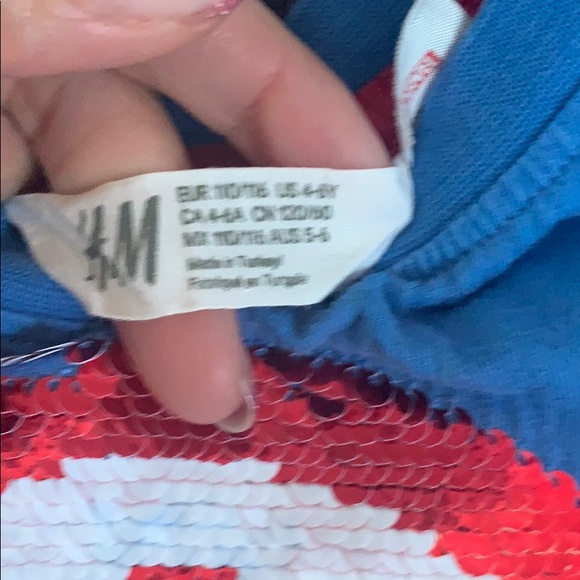 H&M
EUR 110/116 US 4-6Y
CA 4-6A CN 120/60
MX 110/116 AUS 5-6
Made in Turkey/
Fabriqué en Turquie